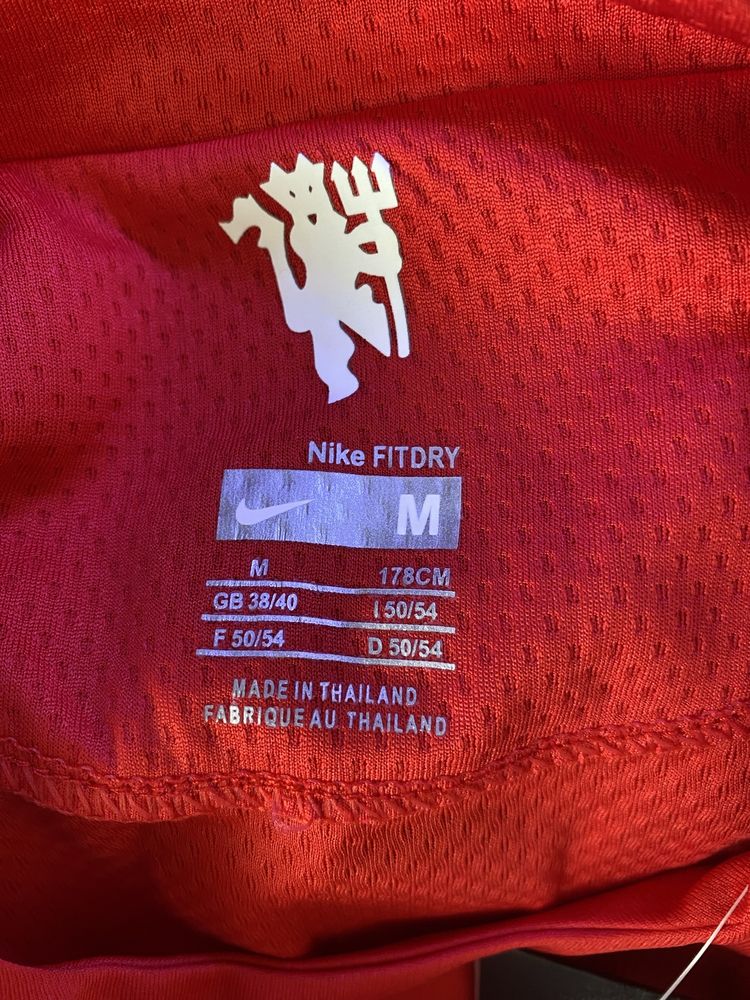 Nike FITDRY
M
M 178CM
GB 38/40 I 50/54
F 50/54 D 50/54
MADE IN THAILAND
FABRIQUE AU THAILAND